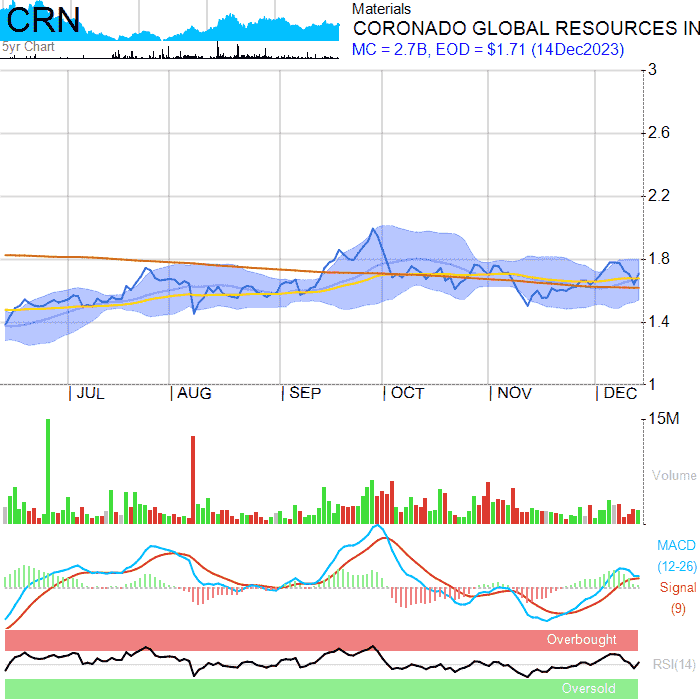 CRN
5yr Chart
Materials
CORONADO GLOBAL RESOURCES IN
MC = 2.7B, EOD = $1.71 (14Dec2023)
3
2.6
2.2
1.8
1.4
1
| JUL | AUG | SEP | OCT | NOV | DEC
15M
Volume
MACD
(12-26)
Signal
(9)
Overbought
RSI(14)
Oversold